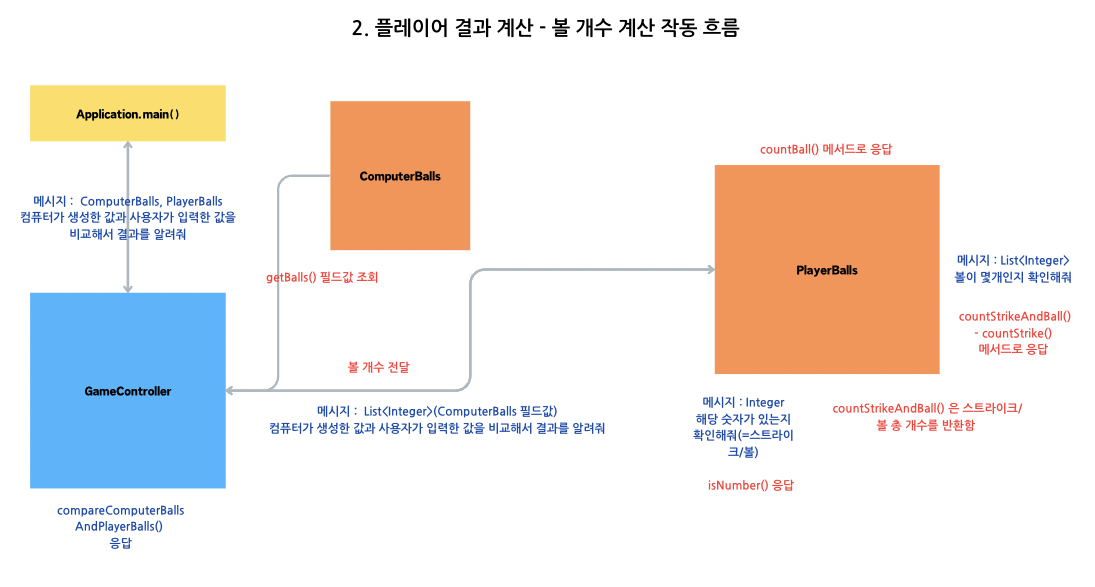 2. 플레이어 결과 계산 - 볼 개수 계산 작동 흐름
Application.main()
메시지 : ComputerBalls, PlayerBalls
컴퓨터가 생성한 값과 사용자가 입력한 값을
비교해서 결과를 알려줘
ComputerBalls
getBalls() 필드값 조회
countBall() 메서드로 응답
PlayerBalls
메시지 : List<Integer>
볼이 몇개인지 확인해줘
countStrikeAndBall()
- countStrike()
메서드로 응답
GameController
볼 개수 전달
메시지 : List<Integer>(ComputerBalls 필드값)
컴퓨터가 생성한 값과 사용자가 입력한 값을 비교해서 결과를 알려줘
메시지 : Integer
해당 숫자가 있는지
확인해줘(=스트라이
크/볼)
isNumber() 응답
countStrikeAndBall() 은 스트라이크/
볼 총 개수를 반환함
compareComputerBalls
AndPlayerBalls()
응답